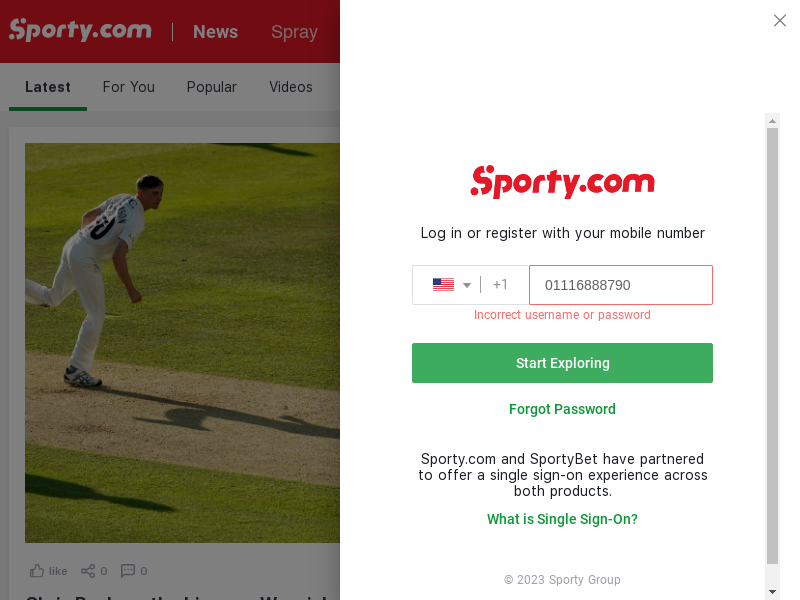 Sporty.com
News
Spray
Latest
For You
Popular
Videos
like
0
0
Sporty.com
Log in or register with your mobile number
+1
01116888790
Incorrect username or password
Start Exploring
Forgot Password
Sporty.com and SportyBet have partnered
to offer a single sign-on experience across
both products.
What is Single Sign-On?
© 2023 Sporty Group